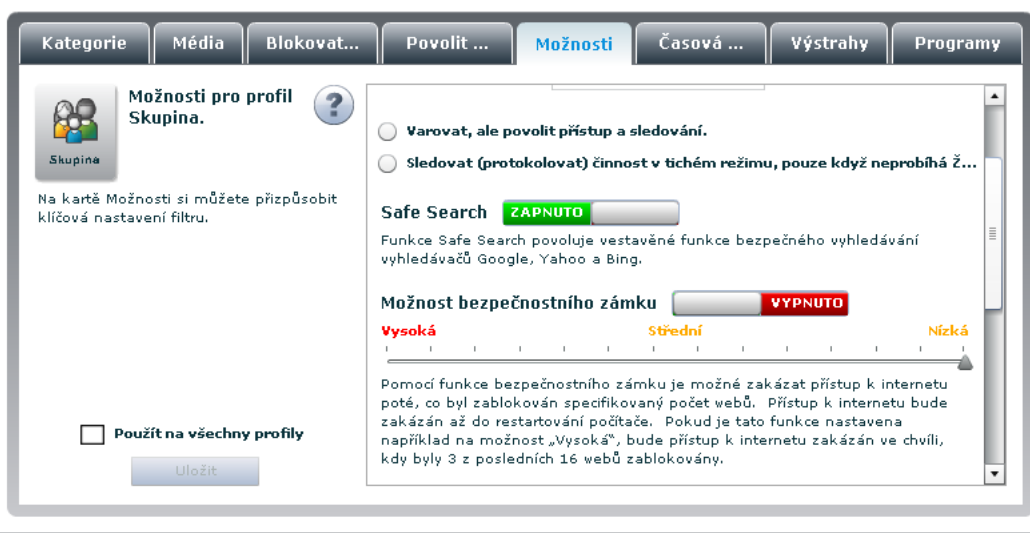 Kategorie
Média
Blokovat...
Povolit ...
Možnosti
Časová ...
Výstrahy
Programy
Možnosti pro profil
Skupina.
?
Skupina
Na kartě Možnosti si můžete přizpůsobit
klíčová nastavení filtru.
Použít na všechny profily
Uložit
Varovat, ale povolit přístup a sledování.
Sledovat (protokolovat) činnost v tichém režimu, pouze když neprobíhá Ž...
Safe Search ZAPNUTO
Funkce Safe Search povoluje vestavěné funkce bezpečného vyhledávání
vyhledávačů Google, Yahoo a Bing.
Možnost bezpečnostního zámku VYPNUTO
Vysoká Střední Nízká
Pomocí funkce bezpečnostního zámku je možné zakázat přístup k internetu
poté, co byl zablokován specifikovaný počet webů. Přístup k internetu bude
zakázán až do restartování počítače. Pokud je tato funkce nastavena
například na možnost „Vysoká“, bude přístup k internetu zakázán ve chvíli,
kdy byly 3 z posledních 16 webů zablokovány.